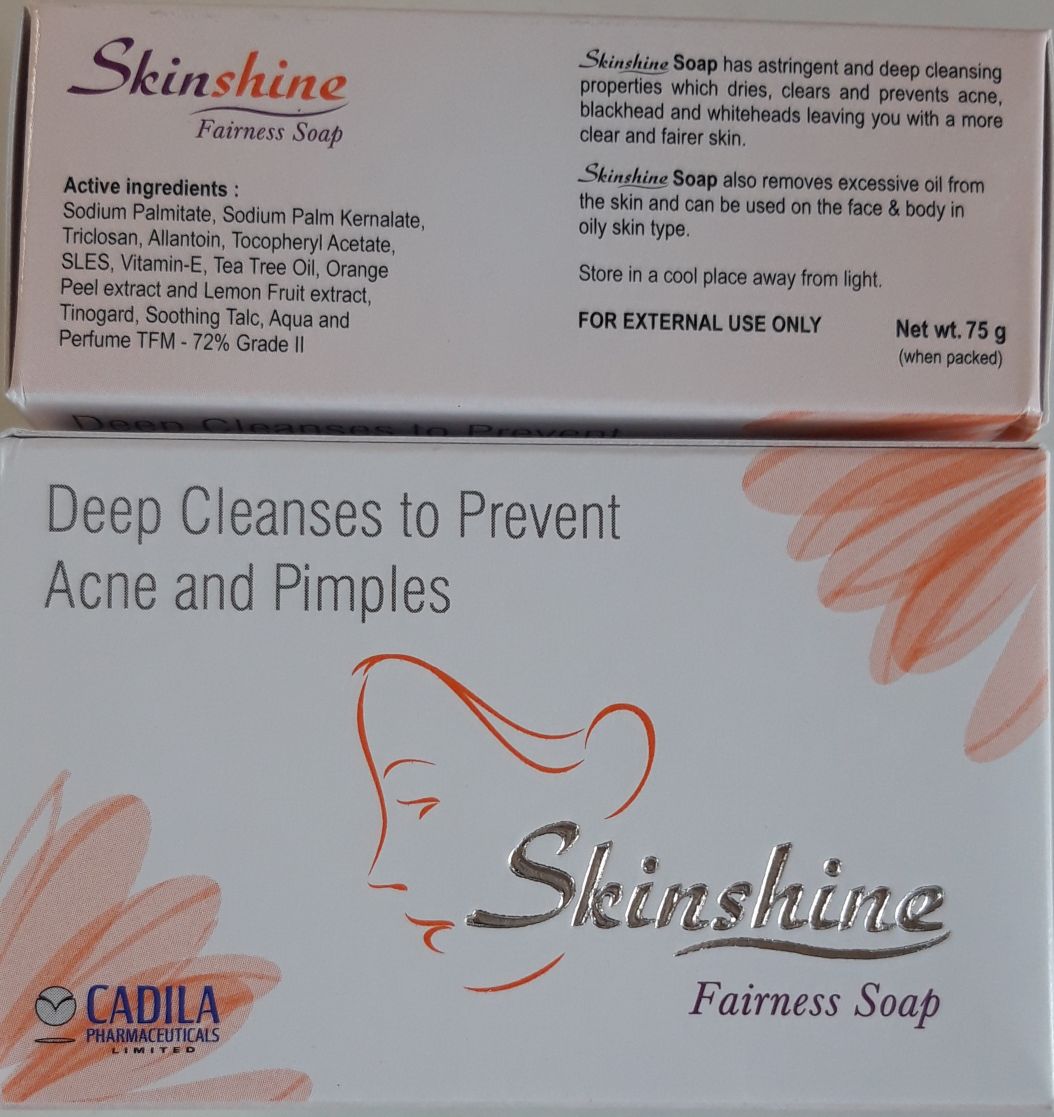 Skinshine
Fairness Soap
Active ingredients :
Sodium Palmitate, Sodium Palm Kernalate,
Triclosan, Allantoin, Tocopheryl Acetate,
SLES, Vitamin-E, Tea Tree Oil, Orange
Peel extract and Lemon Fruit extract,
Tinogard, Soothing Talc, Aqua and
Perfume TFM - 72% Grade II
Skinshine Soap has astringent and deep cleansing
properties which dries, clears and prevents acne,
blackhead and whiteheads leaving you with a more
clear and fairer skin.
Skinshine Soap also removes excessive oil from
the skin and can be used on the face & body in
oily skin type.
Store in a cool place away from light.
FOR EXTERNAL USE ONLY
Net wt. 75 g
(when packed)
Deep Cleanses to Prevent
Deep Cleanses to Prevent
Acne and Pimples
Skinshine
Fairness Soap
CADILA
PHARMACEUTICALS
LIMITED